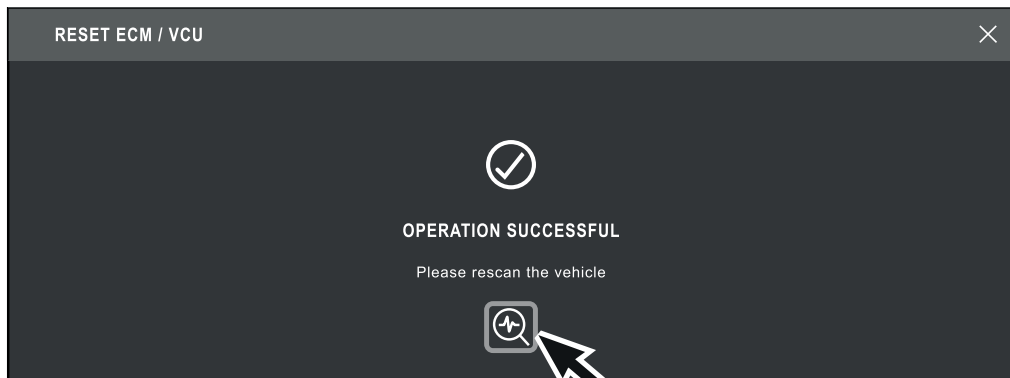 RESET ECM / VCU
OPERATION SUCCESSFUL
Please rescan the vehicle